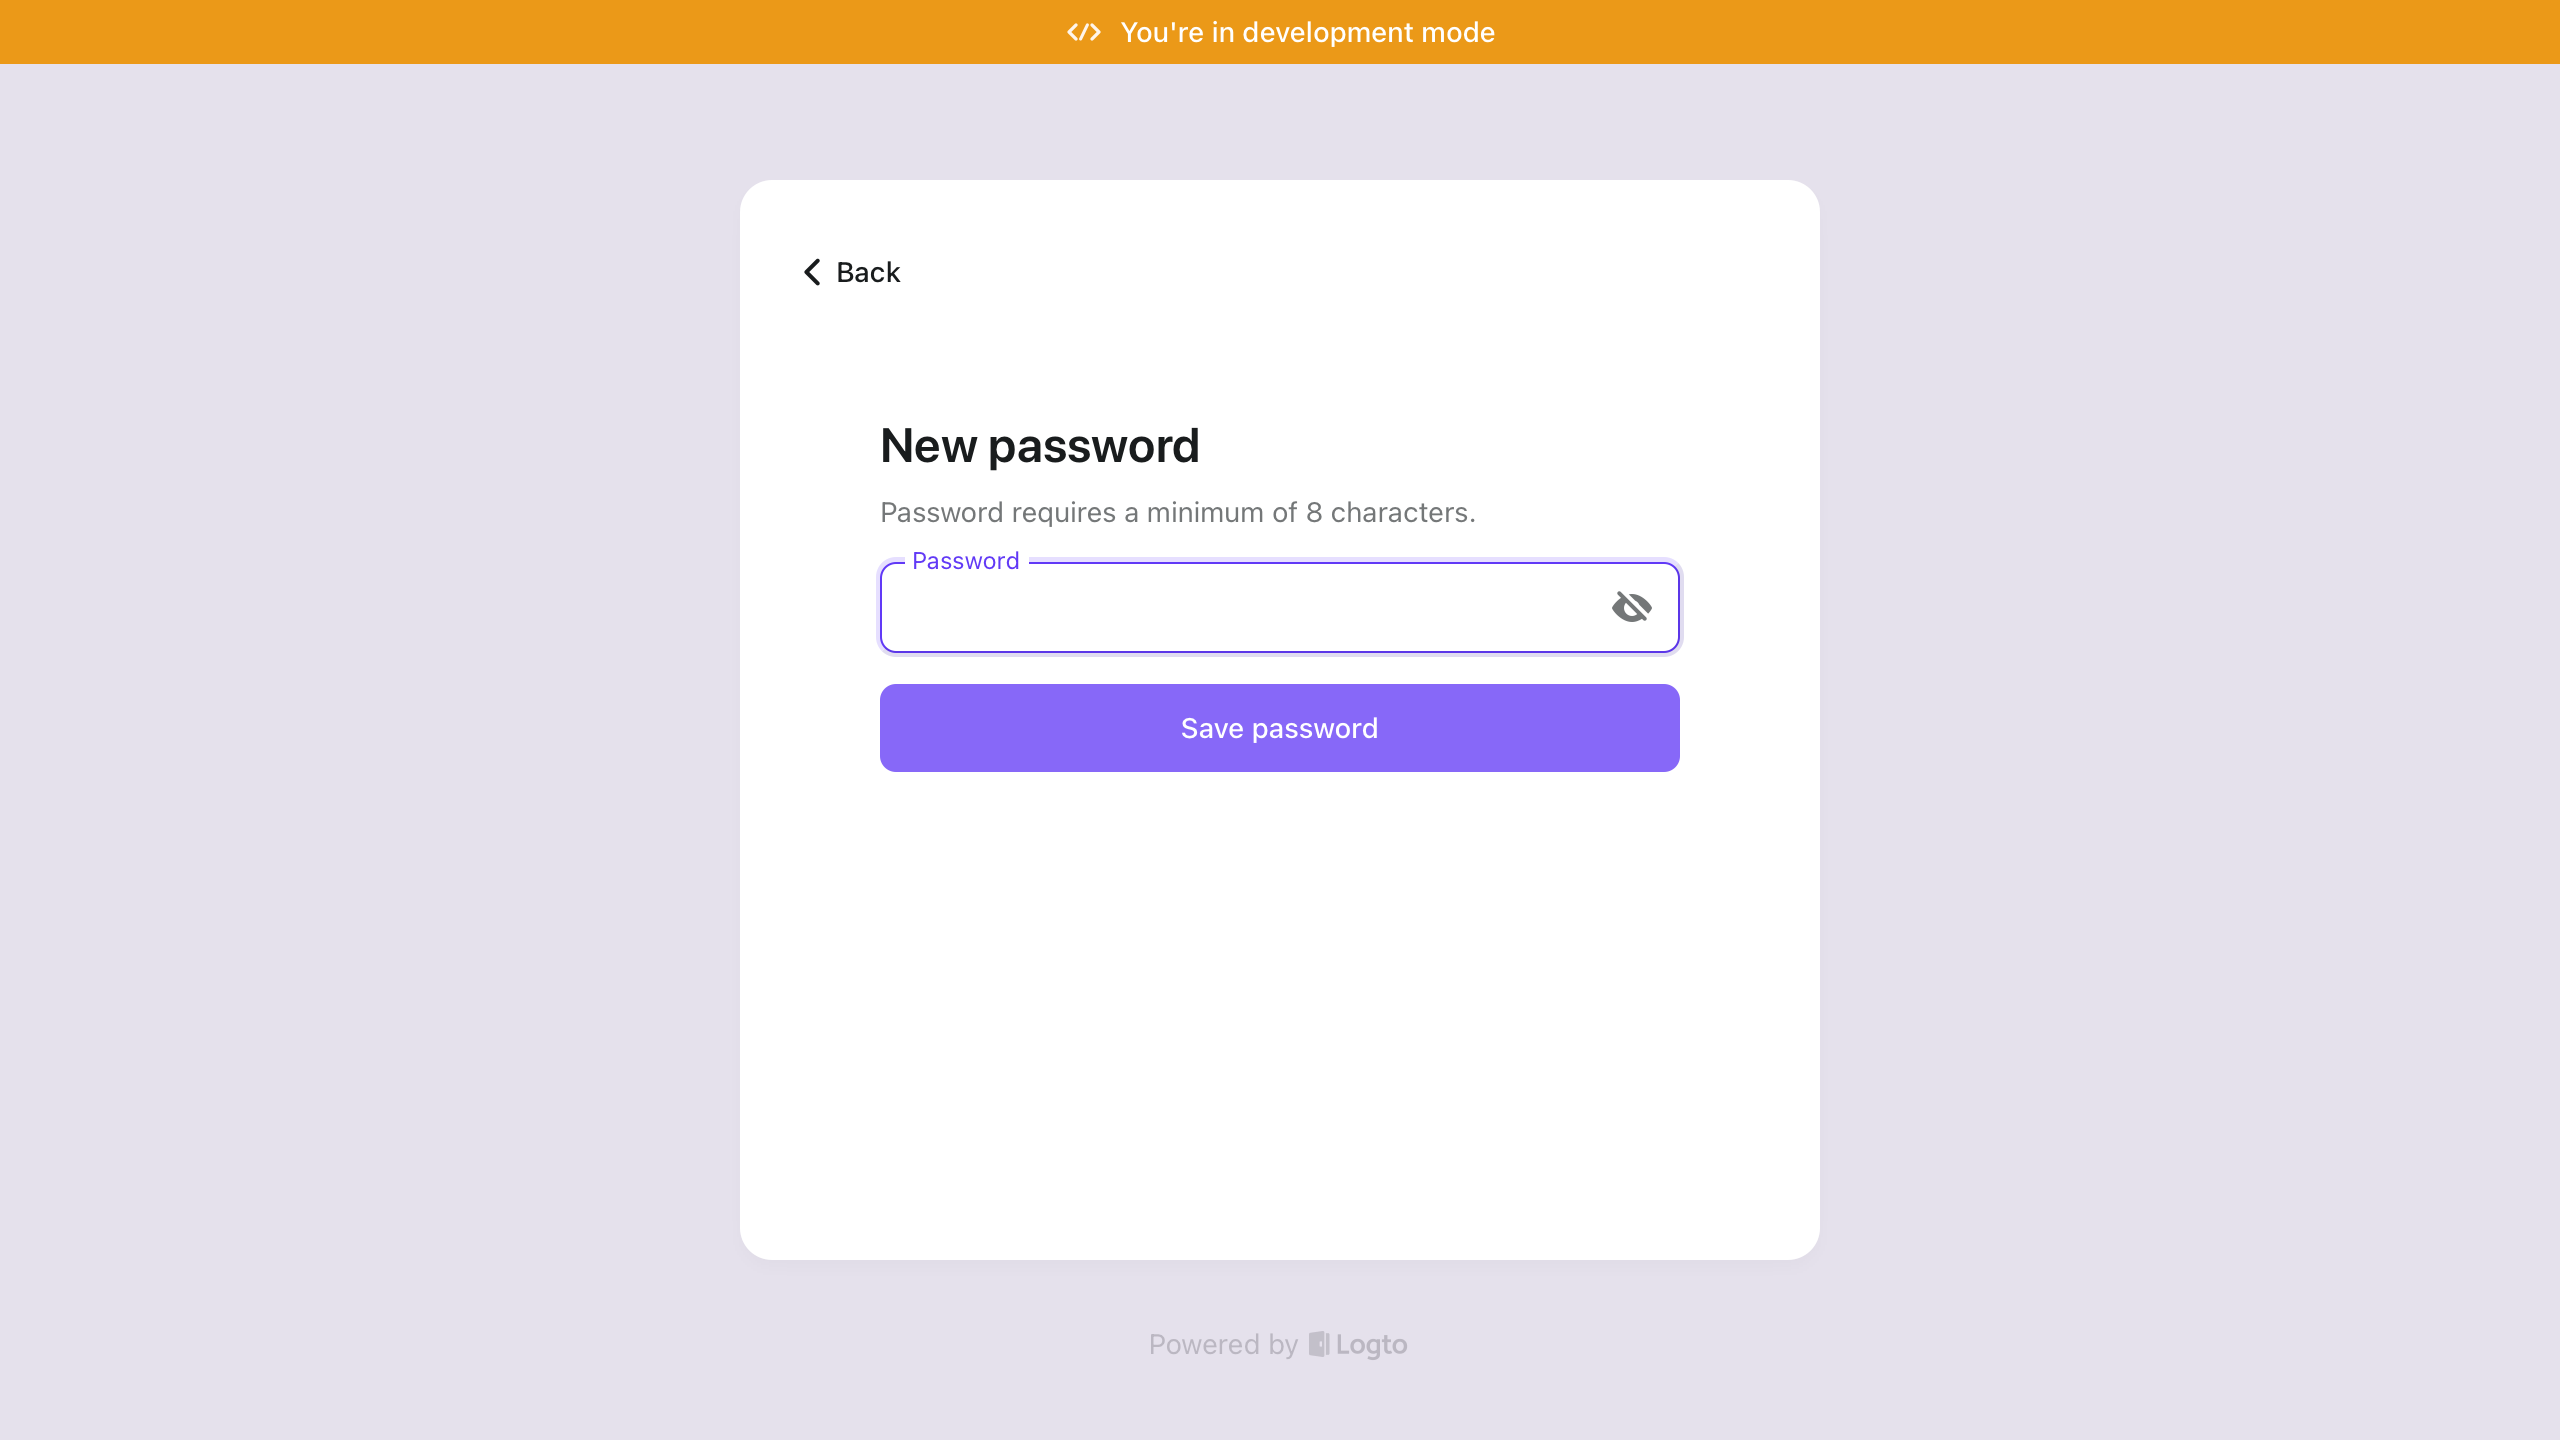 You're in development mode
Back
New password
Password requires a minimum of 8 characters.
Password
Save password
Powered by Logto